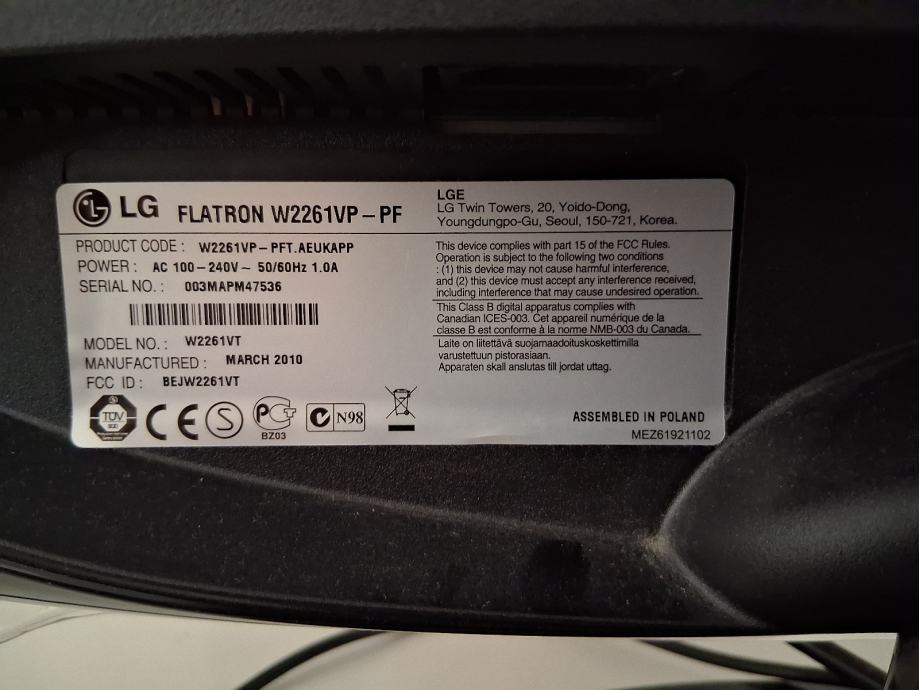 LG FLATRON W2261VP-PF
PRODUCT CODE : W2261VP-PFT.AEUKAPP
POWER : AC 100-240V~ 50/60Hz 1.0A
SERIAL NO. : 003MAPM47536
MODEL NO. : W2261VT
MANUFACTURED : MARCH 2010
FCC ID : BEJW2261VT
TÜV
CE
S
BZ03
N98
LGE
LG Twin Towers, 20, Yoido-Dong,
Youngdungpo-Gu, Seoul, 150-721, Korea.
This device complies with part 15 of the FCC Rules.
Operation is subject to the following two conditions
: (1) this device may not cause harmful interference,
and (2) this device must accept any interference received,
including interference that may cause undesired operation.
This Class B digital apparatus complies with
Canadian ICES-003. Cet appareil numérique de la
classe B est conforme à la norme NMB-003 du Canada.
Laite on liitettävä suojamaadoituskoskettimilla
varustettuun pistorasiaan.
Apparaten skall anslutas till jordat uttag.
ASSEMBLED IN POLAND
MEZ61921102